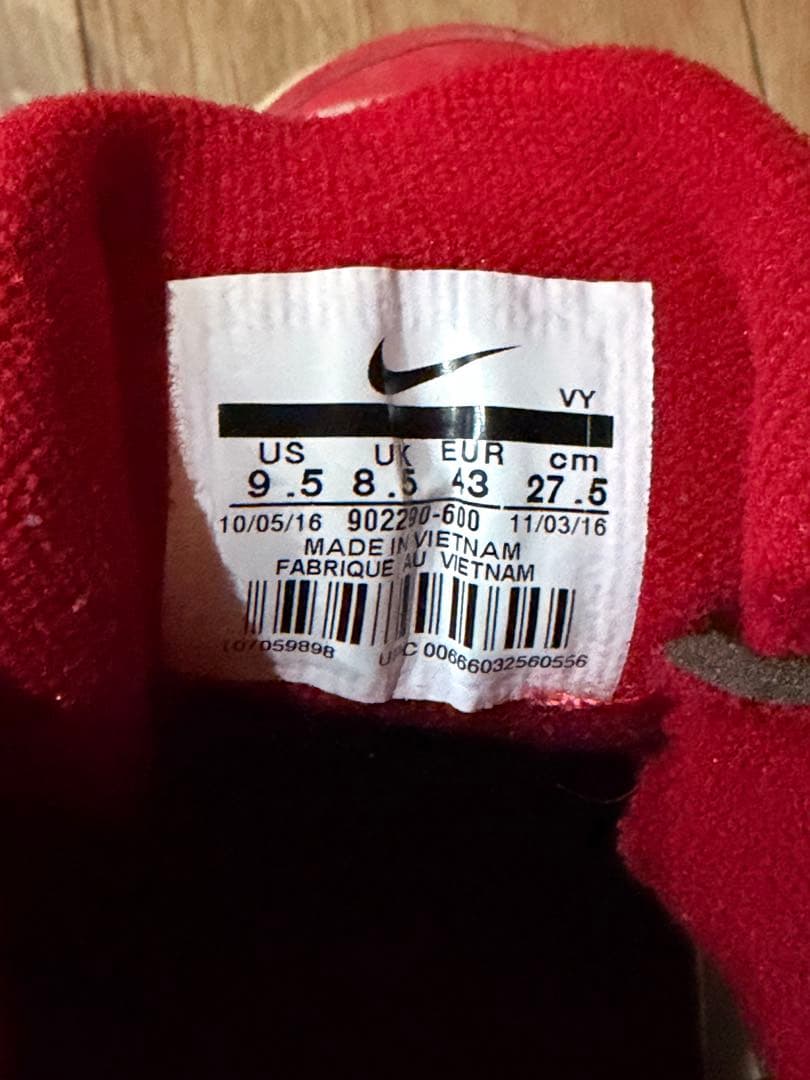 VY
US UK EUR cm
9.5 8.5 43 27.5
10/05/16 902290-600 11/03/16
MADE IN VIETNAM
FABRIQUE AU VIETNAM
UPC 00666032560556